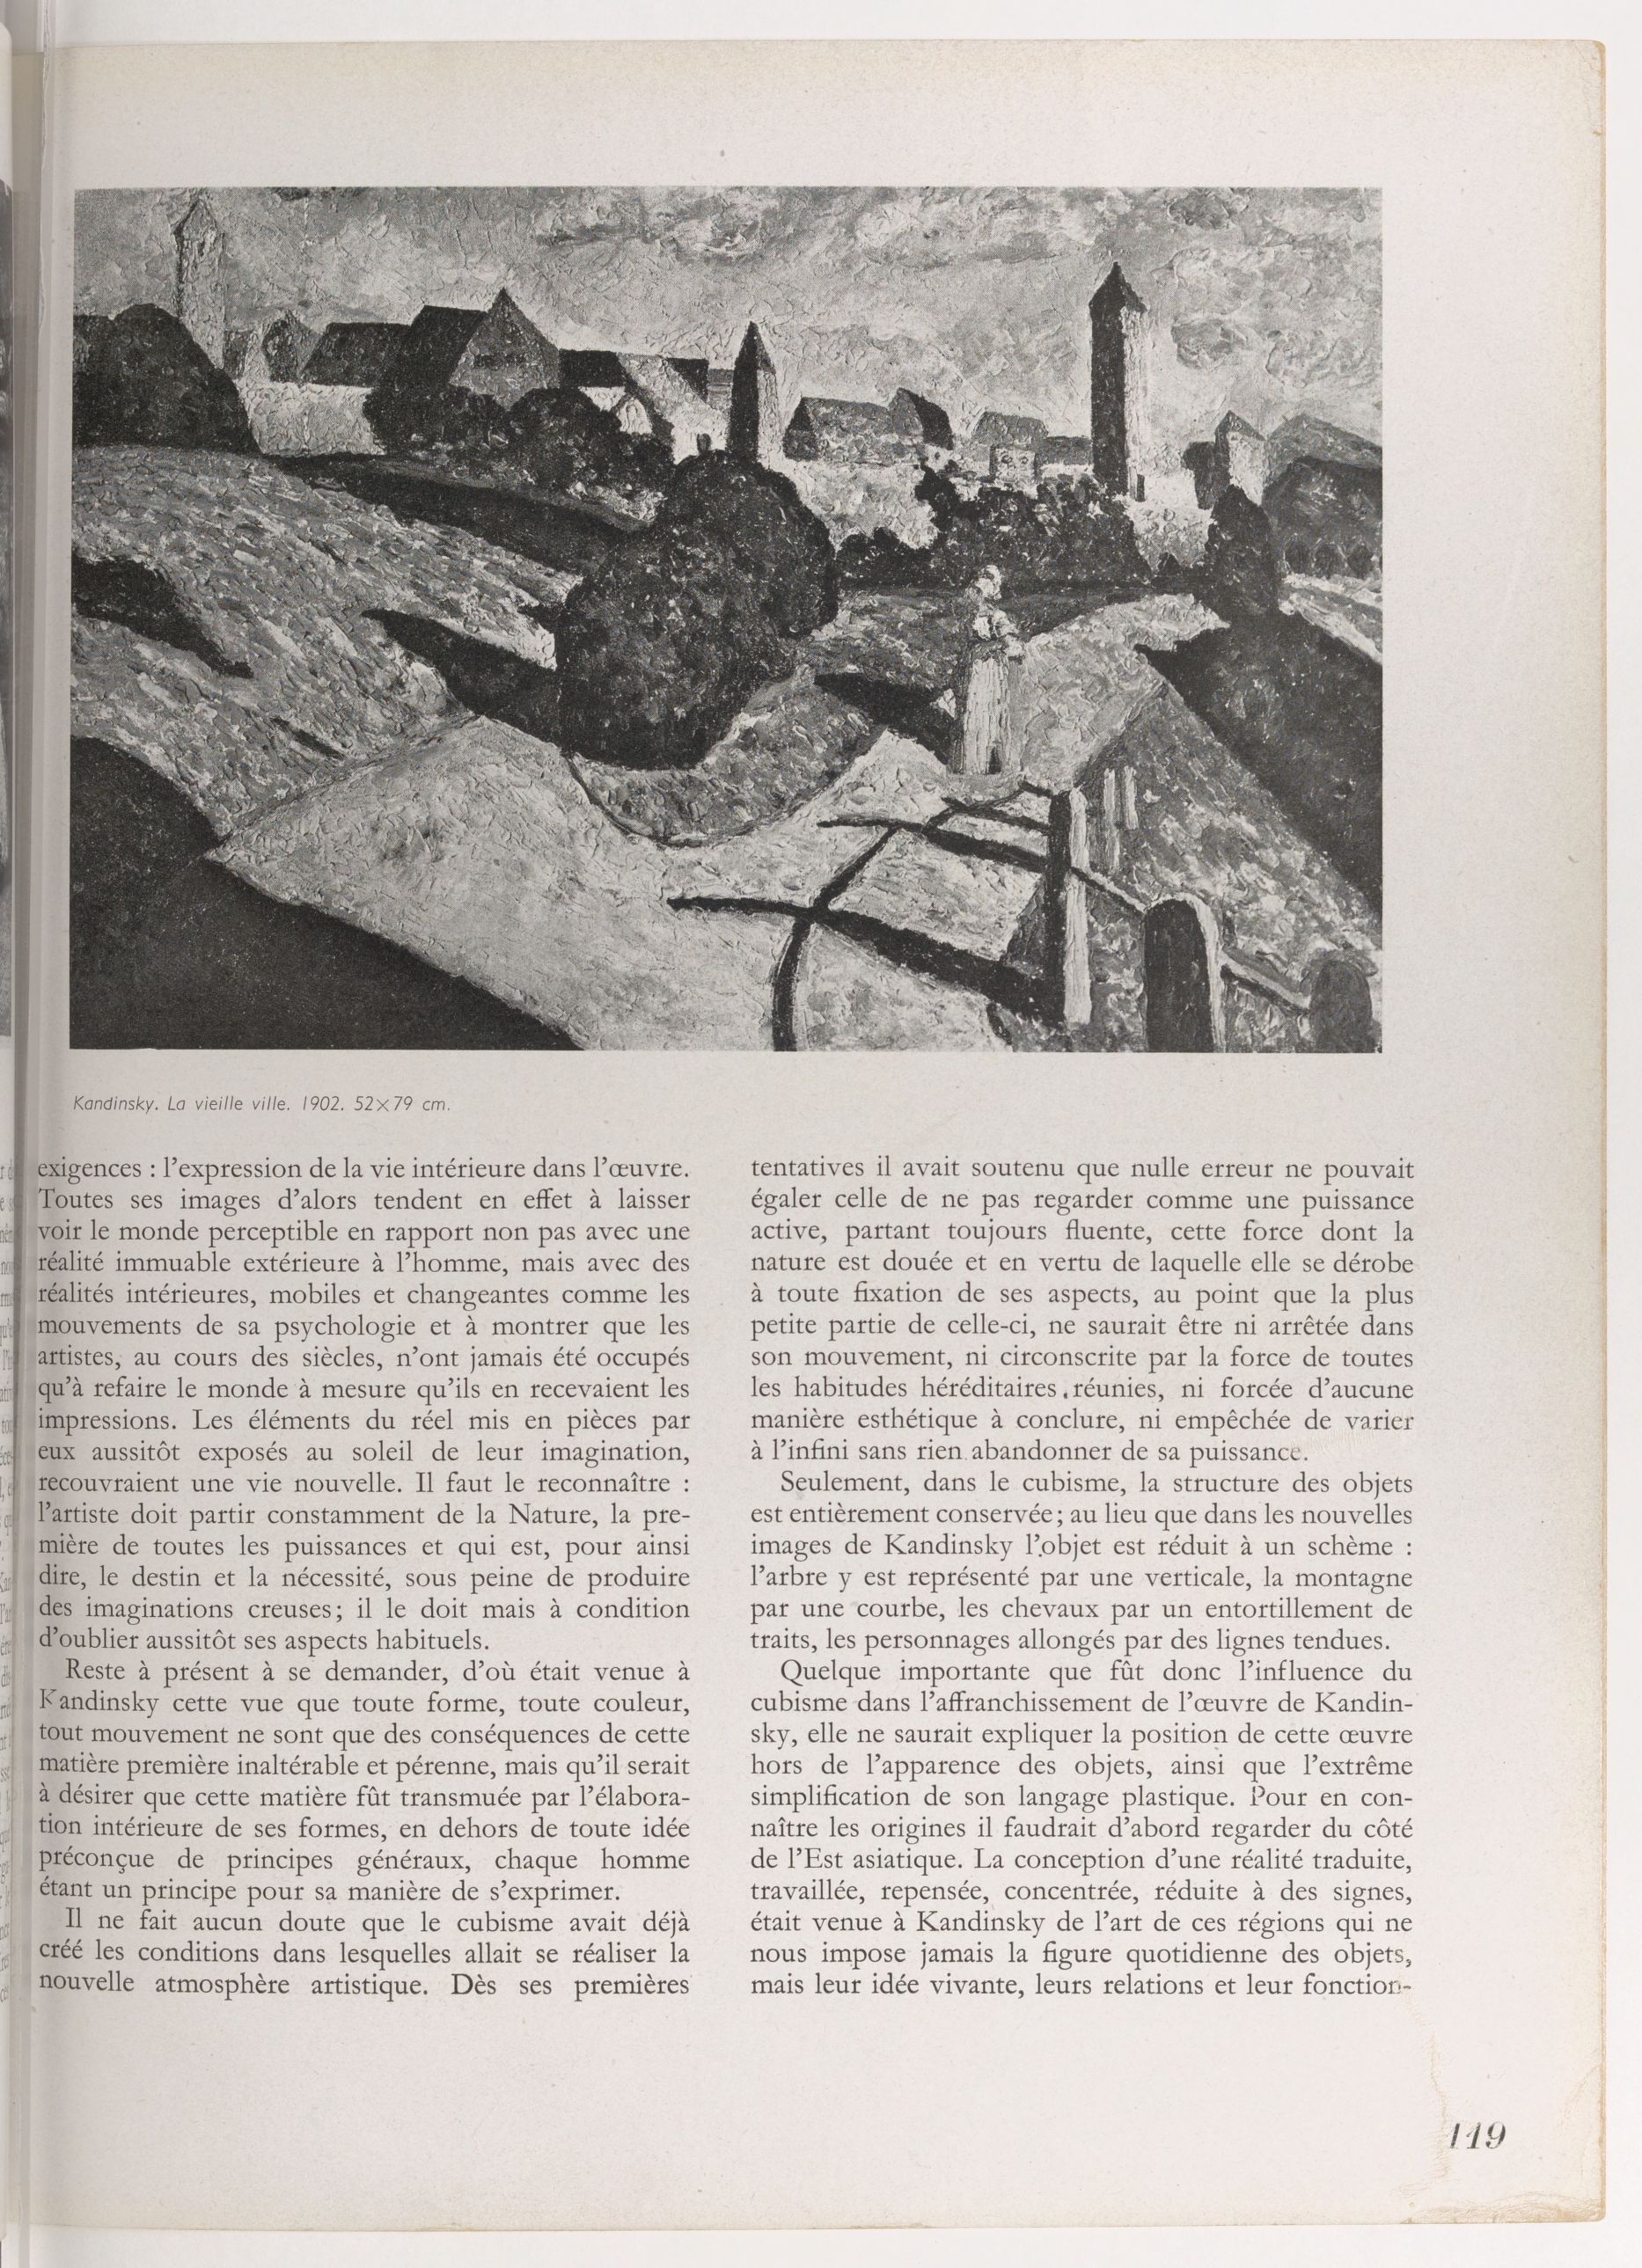 Kandinsky. La vieille ville. 1902. 52×79 cm.
exigences : l'expression de la vie intérieure dans l'œuvre.
Toutes ses images d'alors tendent en effet à laisser
voir le monde perceptible en rapport non pas avec une
réalité immuable extérieure à l'homme, mais avec des
réalités intérieures, mobiles et changeantes comme les
mouvements de sa psychologie et à montrer que les
artistes, au cours des siècles, n'ont jamais été occupés
qu'à refaire le monde à mesure qu'ils en recevaient les
impressions. Les éléments du réel mis en pièces par
eux aussitôt exposés au soleil de leur imagination,
recouvraient une vie nouvelle. Il faut le reconnaître :
l'artiste doit partir constamment de la Nature, la pre-
mière de toutes les puissances et qui est, pour ainsi
dire, le destin et la nécessité, sous peine de produire
des imaginations creuses; il le doit mais à condition
d'oublier aussitôt ses aspects habituels.
Reste à présent à se demander, d'où était venue à
Kandinsky cette vue que toute forme, toute couleur,
tout mouvement ne sont que des conséquences de cette
matière première inaltérable et pérenne, mais qu'il serait
à désirer que cette matière fût transmuée par l'élabora-
tion intérieure de ses formes, en dehors de toute idée
préconçue de principes généraux, chaque homme
étant un principe pour sa manière de s'exprimer.
Il ne fait aucun doute que le cubisme avait déjà
créé les conditions dans lesquelles allait se réaliser la
nouvelle atmosphère artistique. Dès ses premières
tentatives il avait soutenu que nulle erreur ne pouvait
égaler celle de ne pas regarder comme une puissance
active, partant toujours fluente, cette force dont la
nature est douée et en vertu de laquelle elle se dérobe
à toute fixation de ses aspects, au point que la plus
petite partie de celle-ci, ne saurait être ni arrêtée dans
son mouvement, ni circonscrite par la force de toutes
les habitudes héréditaires réunies, ni forcée d'aucune
manière esthétique à conclure, ni empêchée de varier
à l'infini sans rien abandonner de sa puissance.
Seulement, dans le cubisme, la structure des objets
est entièrement conservée; au lieu que dans les nouvelles
images de Kandinsky l'objet est réduit à un schème :
l'arbre y est représenté par une verticale, la montagne
par une courbe, les chevaux par un entortillement de
traits, les personnages allongés par des lignes tendues.
Quelque importante que fût donc l'influence du
cubisme dans l'affranchissement de l'œuvre de Kandin-
sky, elle ne saurait expliquer la position de cette œuvre
hors de l'apparence des objets, ainsi que l'extrême
simplification de son langage plastique. Pour en con-
naître les origines il faudrait d'abord regarder du côté
de l'Est asiatique. La conception d'une réalité traduite,
travaillée, repensée, concentrée, réduite à des signes,
était venue à Kandinsky de l'art de ces régions qui ne
nous impose jamais la figure quotidienne des objets,
mais leur idée vivante, leurs relations et leur fonction-
119